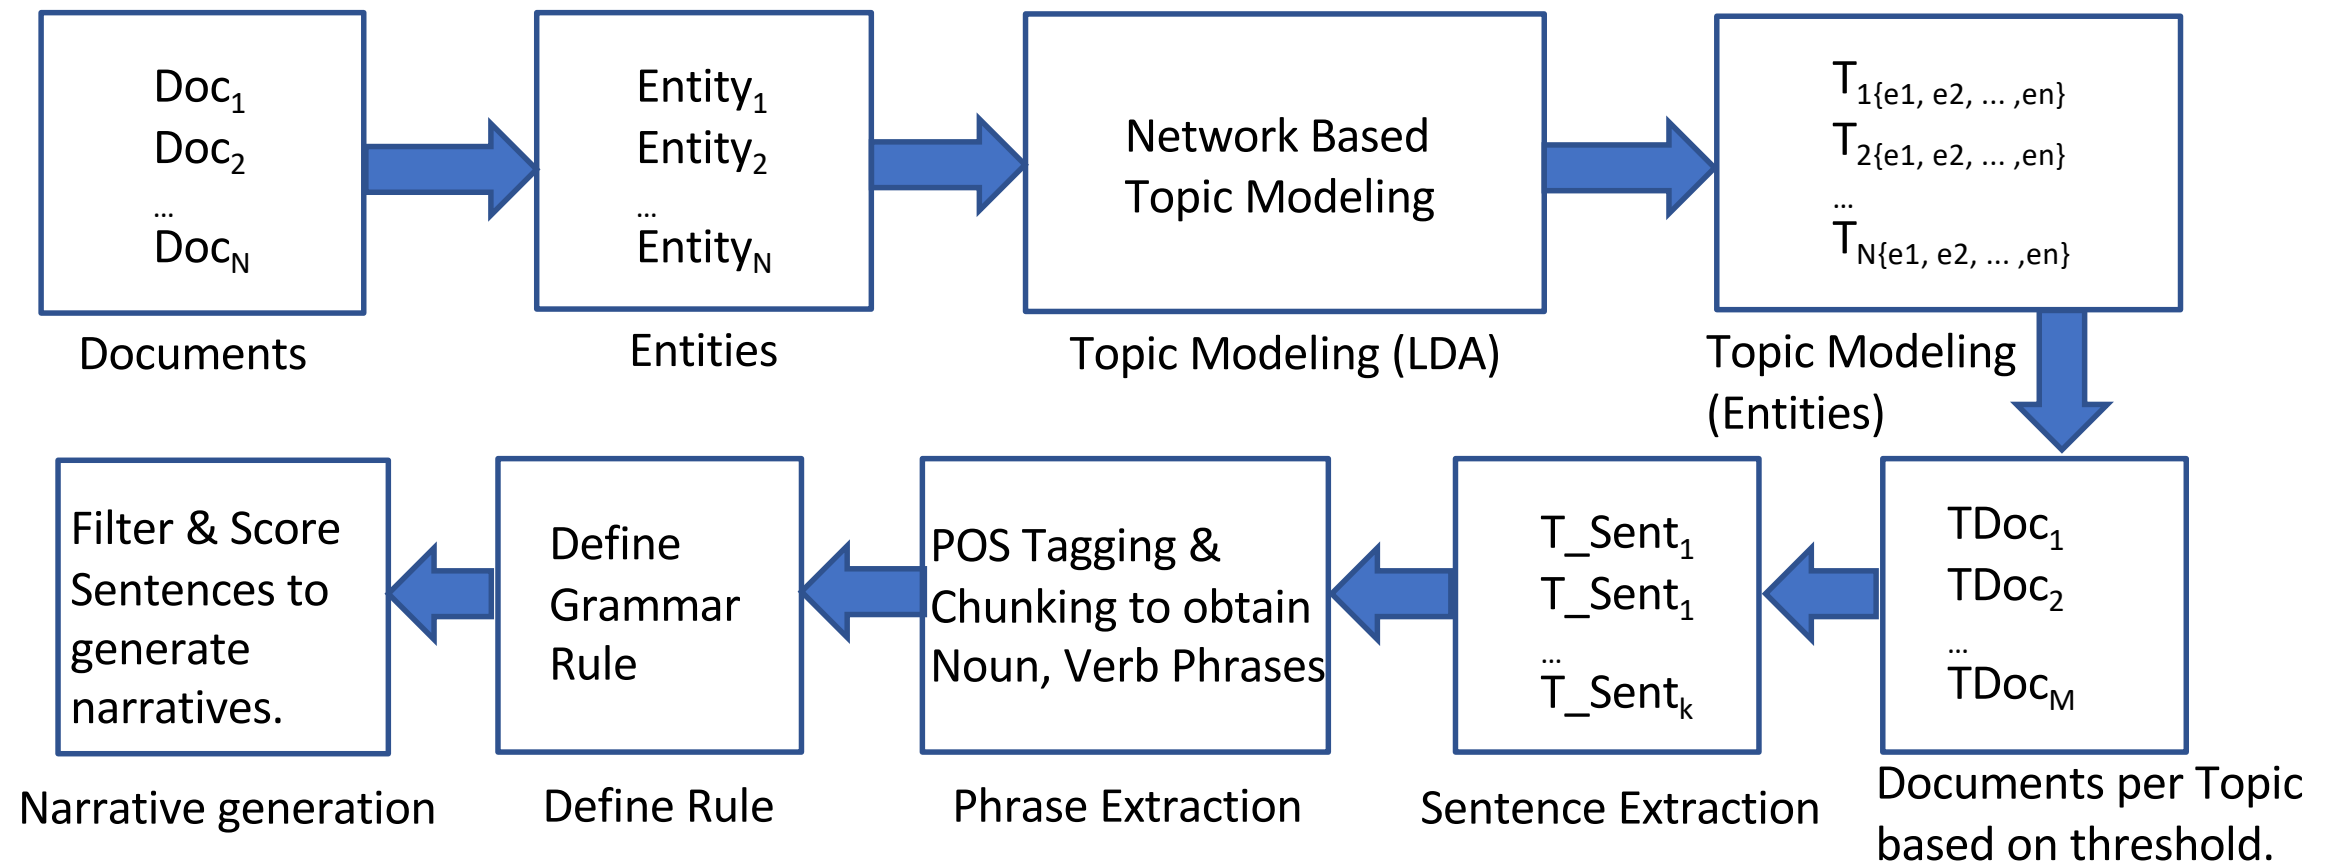 Doc1
Doc2
...
DocN
Documents
Entity1
Entity2
...
EntityN
Entities
Network Based
Topic Modeling
Topic Modeling (LDA)
T1{e1, e2, ... ,en}
T2{e1, e2, ... ,en}
...
TN{e1, e2, ... ,en}
Topic Modeling
(Entities)
TDoc1
TDoc2
...
TDocM
Documents per Topic
based on threshold.
T_Sent1
T_Sent1
...
T_Sentk
Sentence Extraction
POS Tagging &
Chunking to obtain
Noun, Verb Phrases
Phrase Extraction
Define
Grammar
Rule
Define Rule
Filter & Score
Sentences to
generate
narratives.
Narrative generation